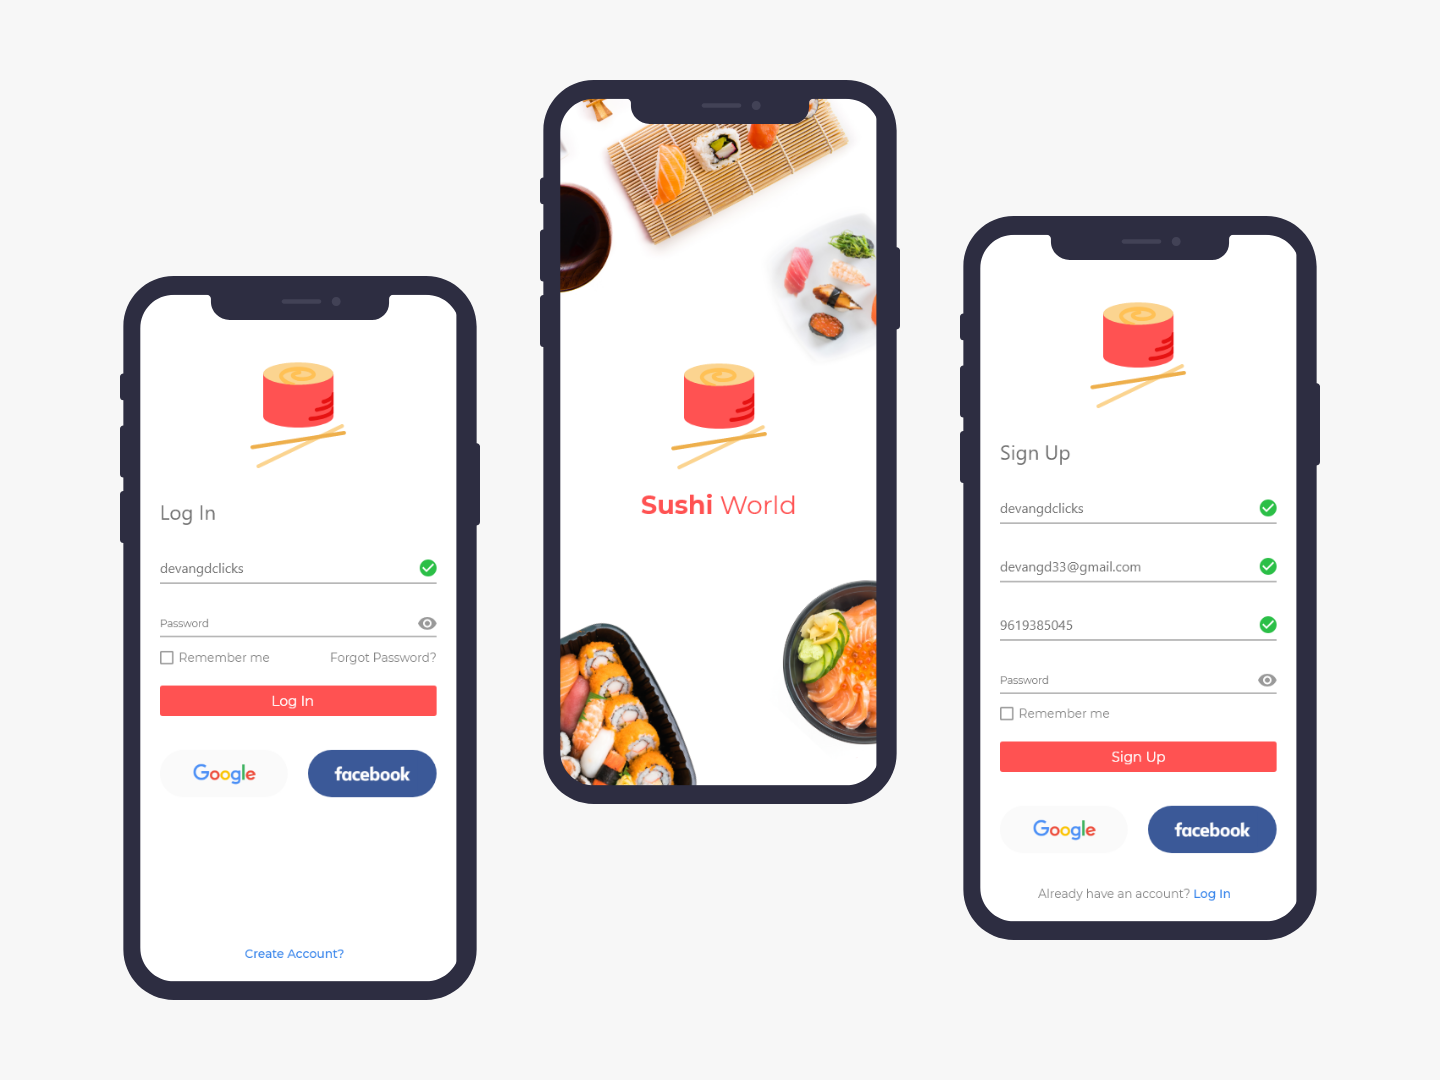 Log In
devangdclicks
Password
Remember me
Forgot Password?
Log In
Google
facebook
Create Account?
Sushi World
Sign Up
devangdclicks
devangd33@gmail.com
9619385045
Password
Remember me
Sign Up
Google
facebook
Already have an account? Log In